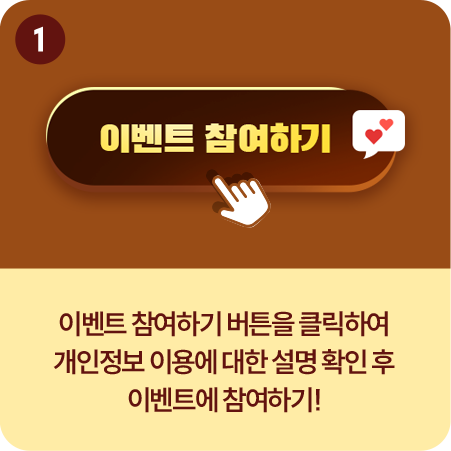 1
이벤트 참여하기
이벤트 참여하기 버튼을 클릭하여
개인정보 이용에 대한 설명 확인 후
이벤트에 참여하기!